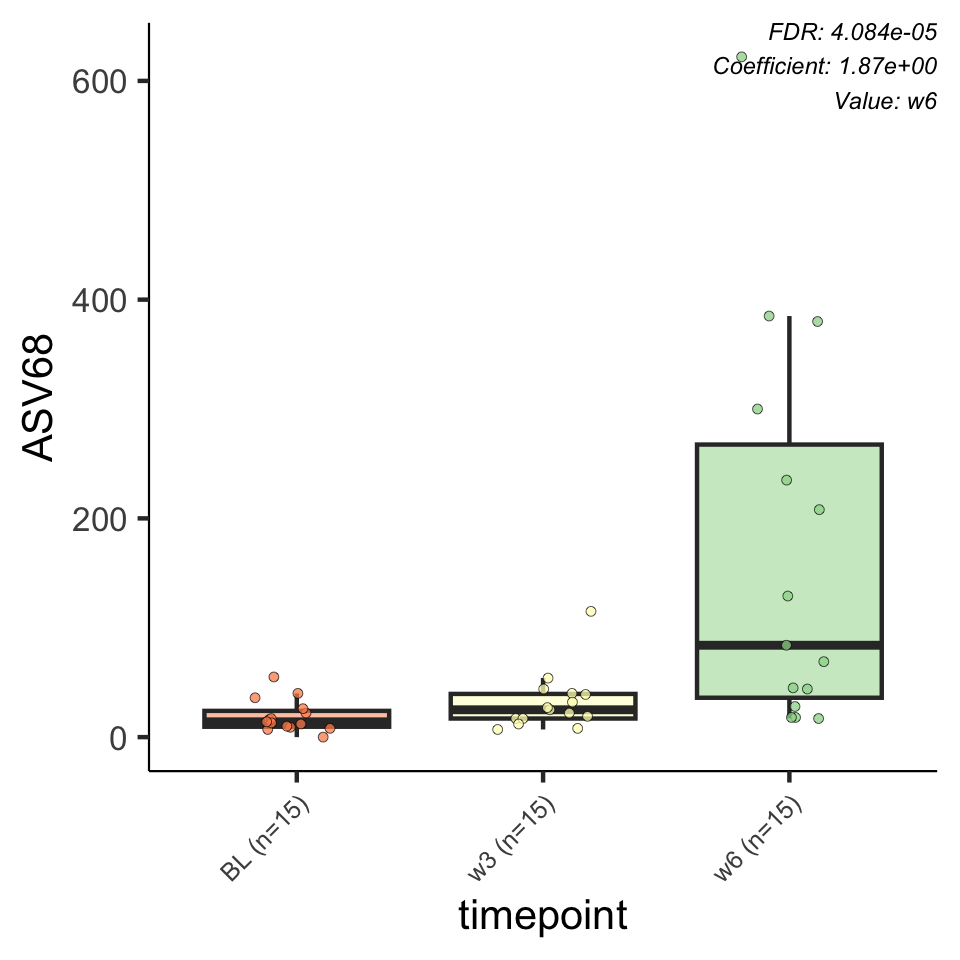 FDR: 4.084e-05
Coefficient: 1.87e+00
Value: w6
600
400
200
0
ASV68
BL (n=15)
w3 (n=15)
w6 (n=15)
timepoint